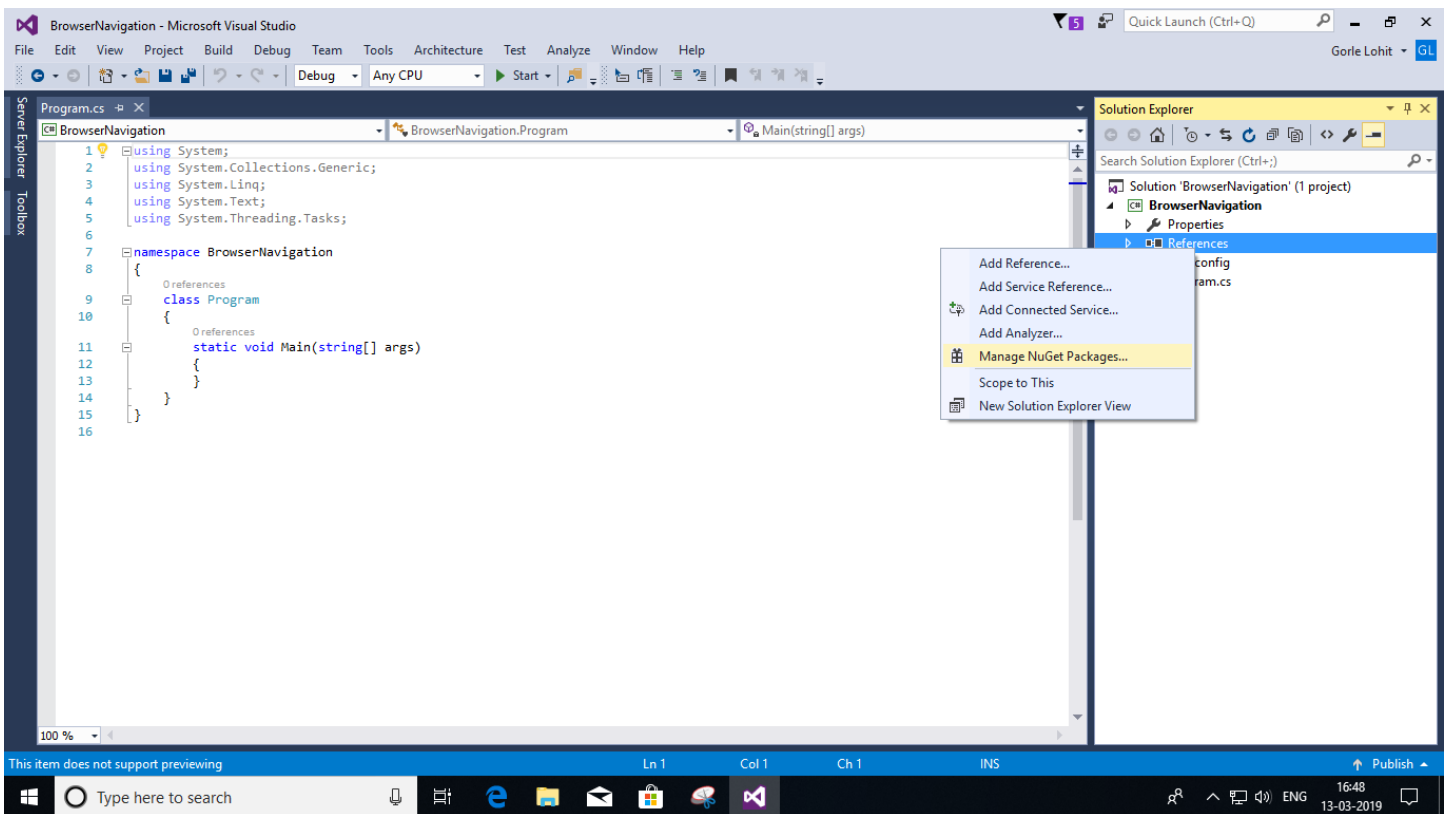 BrowserNavigation - Microsoft Visual Studio
5
Quick Launch (Ctrl+Q)
File Edit View Project Build Debug Team Tools Architecture Test Analyze Window Help
Gorle Lohit GL
Debug Any CPU Start
Server Explorer
Toolbox
Program.cs
C# BrowserNavigation BrowserNavigation.Program Main(string[] args)
1 using System;
2 using System.Collections.Generic;
3 using System.Linq;
4 using System.Text;
5 using System.Threading.Tasks;
6
7 namespace BrowserNavigation
8 {
0 references
9 class Program
10 {
0 references
11 static void Main(string[] args)
12 {
13 }
14 }
15 }
16
100 %
Solution Explorer
Search Solution Explorer (Ctrl+;)
Solution 'BrowserNavigation' (1 project)
C# BrowserNavigation
Properties
References
config
ram.cs
Add Reference...
Add Service Reference...
Add Connected Service...
Add Analyzer...
Manage NuGet Packages...
Scope to This
New Solution Explorer View
This item does not support previewing Ln 1 Col 1 Ch 1 INS Publish
Type here to search
ENG
16:48
13-03-2019